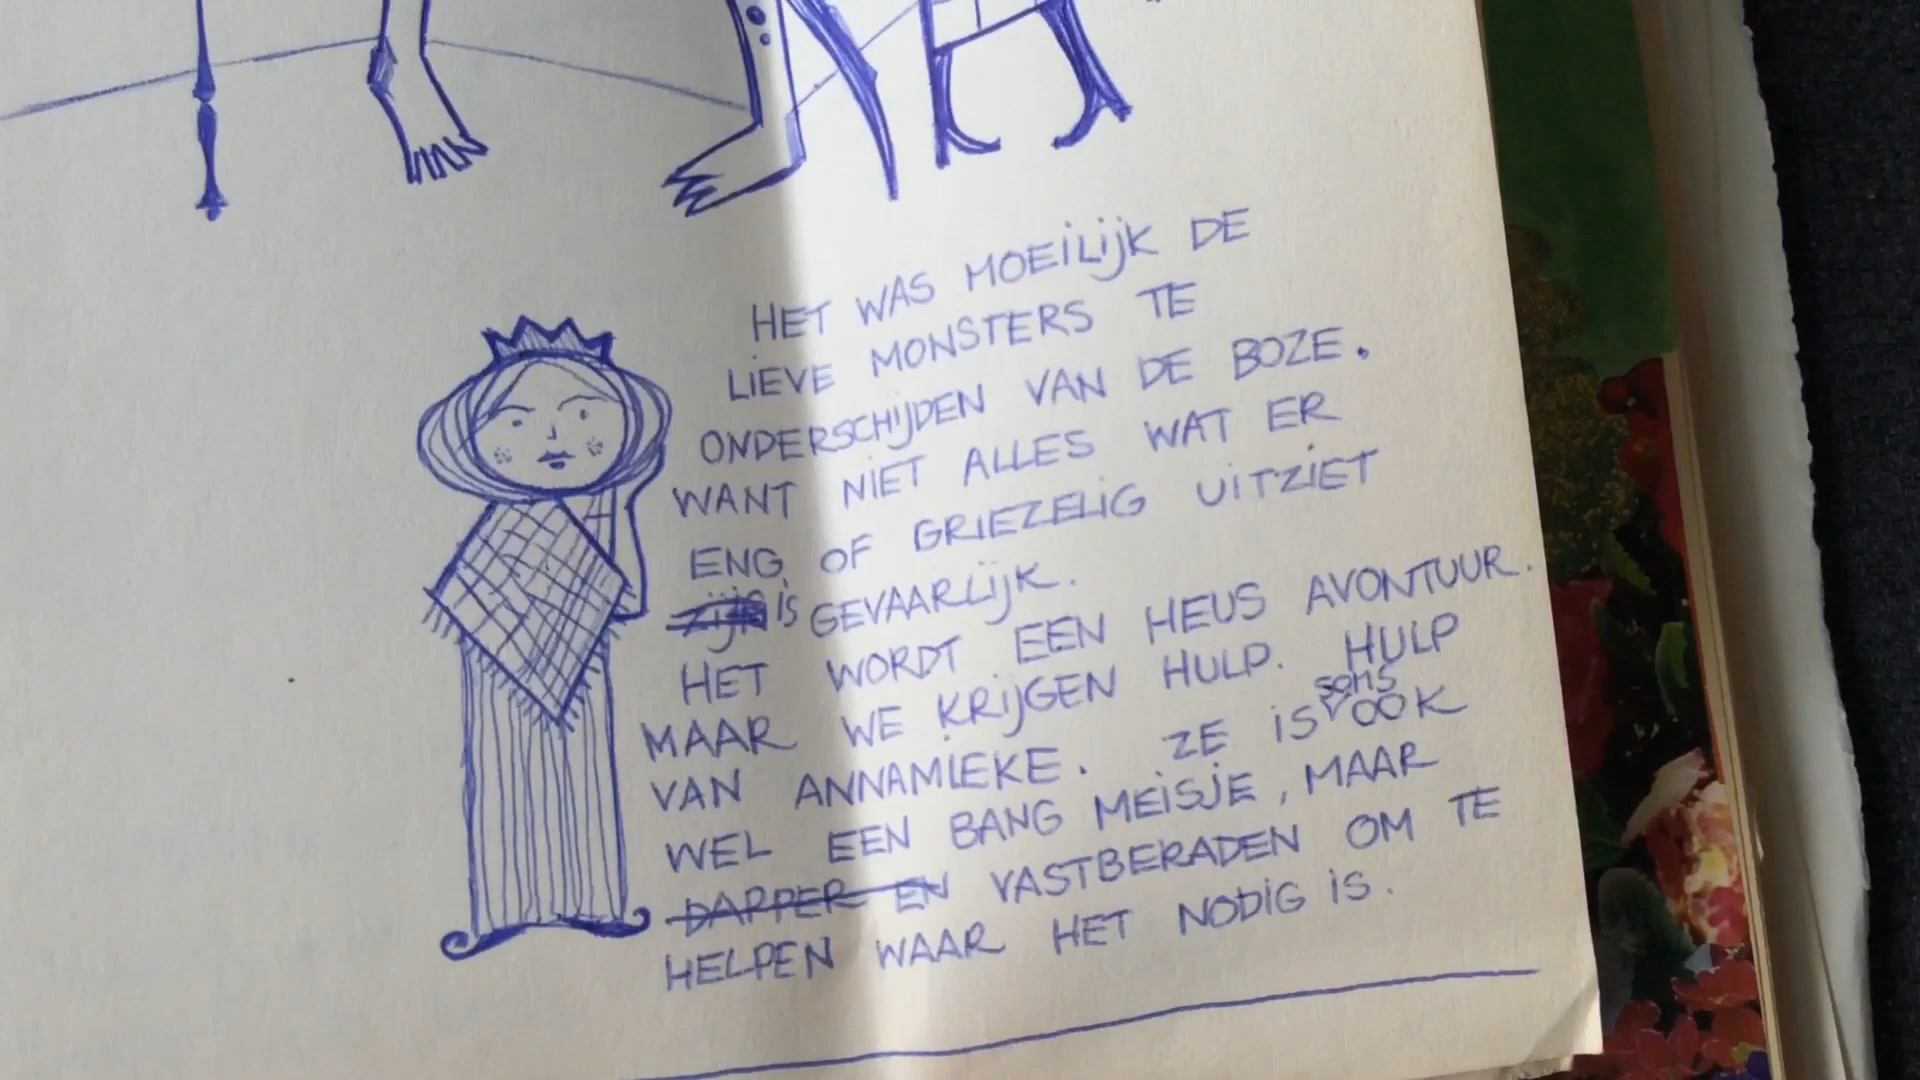 HET WAS MOEILIJK DE
LIEVE MONSTERS TE
ONDERSCHIJDEN VAN DE BOZE.
WANT NIET ALLES WAT ER
ENG OF GRIEZELIG UITZIET
zijn is GEVAARLIJK.
HET WORDT EEN HEUS AVONTUUR.
MAAR WE KRIJGEN HULP. HULP
VAN ANNAMIEKE. ZE IS soms OOK
WEL EEN BANG MEISJE, MAAR
DAPPER EN VASTBERADEN OM TE
HELPEN WAAR HET NODIG IS.